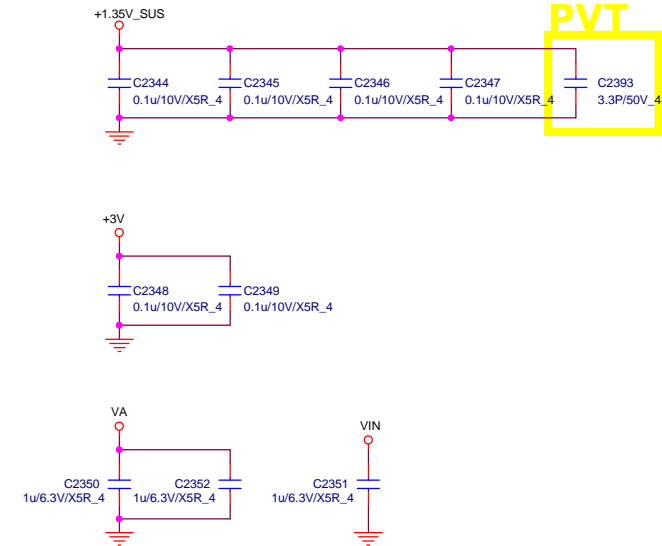 +1.35V_SUS
PVT
C2344
0.1u/10V/X5R_4
C2345
0.1u/10V/X5R_4
C2346
0.1u/10V/X5R_4
C2347
0.1u/10V/X5R_4
C2393
3.3P/50V_4
+3V
C2348
0.1u/10V/X5R_4
C2349
0.1u/10V/X5R_4
VA
C2350
1u/6.3V/X5R_4
C2352
1u/6.3V/X5R_4
VIN
C2351
1u/6.3V/X5R_4